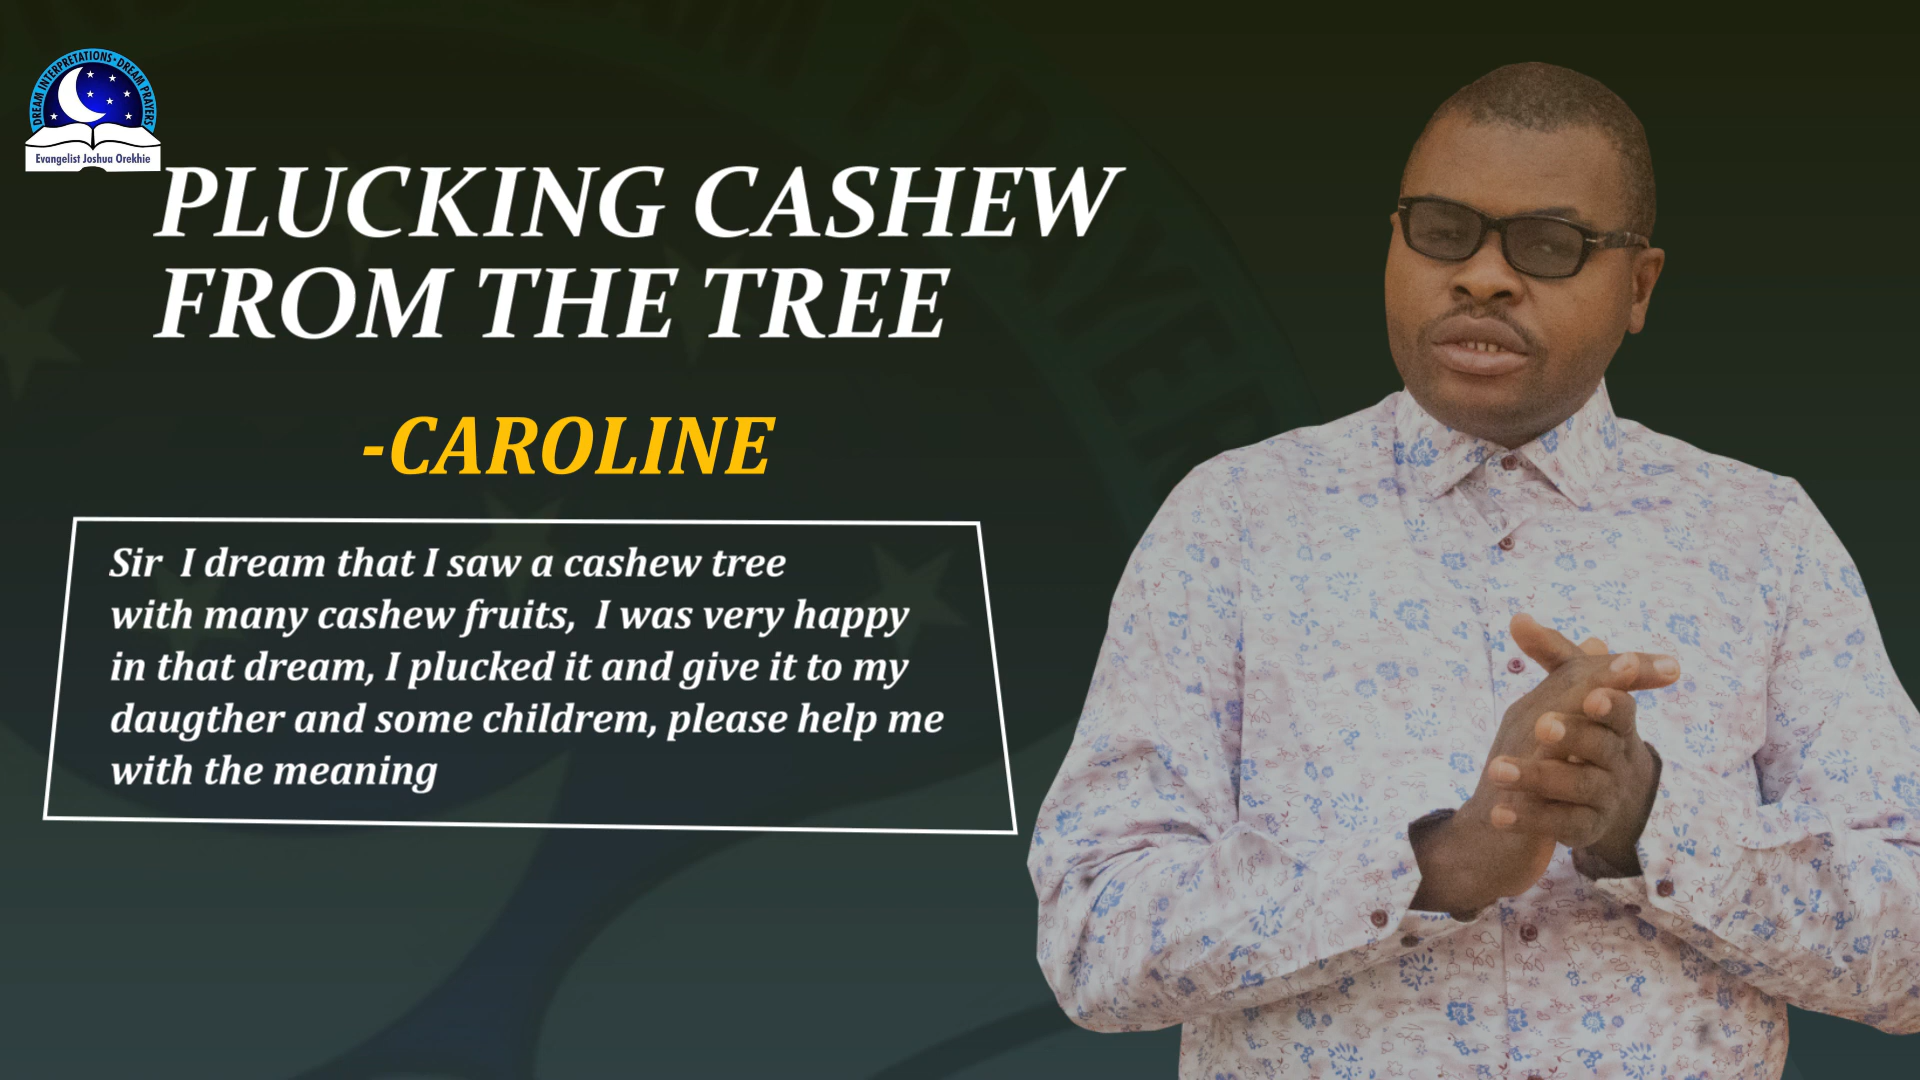 DREAM INTERPRETATIONS · DREAM PRAYERS
Evangelist Joshua Orekhie
PLUCKING CASHEW
FROM THE TREE
-CAROLINE
Sir I dream that I saw a cashew tree
with many cashew fruits, I was very happy
in that dream, I plucked it and give it to my
daugther and some childrem, please help me
with the meaning